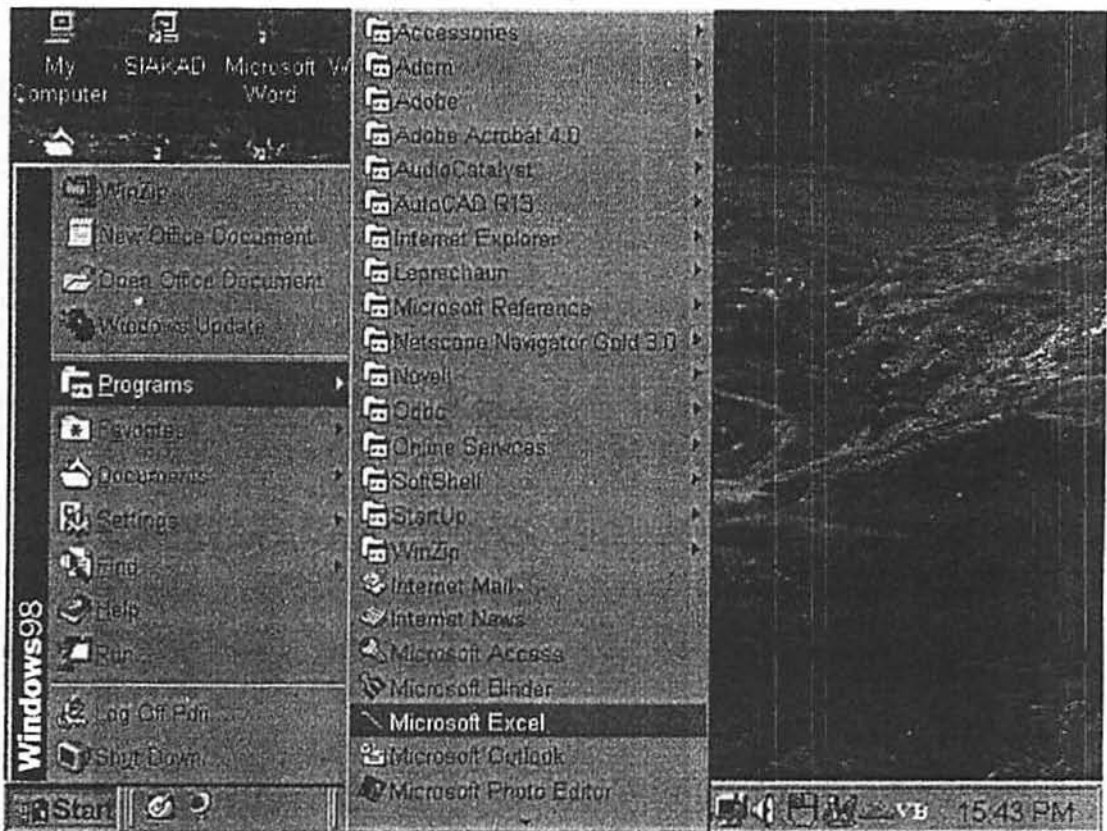 My Computer
SIAKAD
Microsoft Word
WinZip
New Office Document
Open Office Document
Windows Update
Programs
Favorites
Documents
Settings
Find
Help
Run...
Log Off Pdn...
Shut Down...
Windows98
Accessories
Adobe
Adobe Acrobat 4.0
AudioCatalyst
AutoCAD R13
Internet Explorer
Leprechaun
Microsoft Reference
Netscape Navigator Gold 3.0
Novell
Odbc
Online Services
SoftShell
StartUp
WinZip
Internet Mail
Internet News
Microsoft Access
Microsoft Binder
Microsoft Excel
Microsoft Outlook
Microsoft Photo Editor
Start
VB
15:43 PM